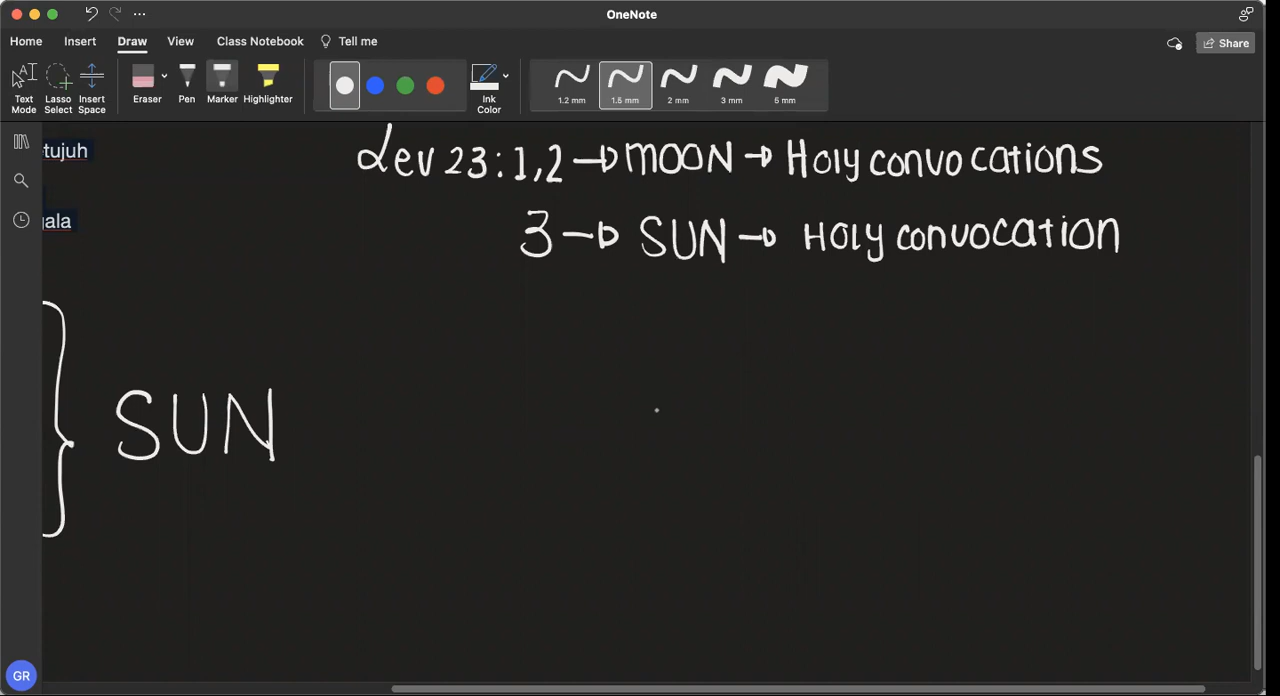 OneNote
Home Insert Draw View Class Notebook Tell me
Share
Text Mode
Lasso Select
Insert Space
Eraser
Pen
Marker
Highlighter
Ink Color
1.2 mm
1.5 mm
2 mm
3 mm
5 mm
tujuh
Lev 23:1,2 → MOON → Holy convocations
jala
3 → SUN → Holy convocation
SUN
GR